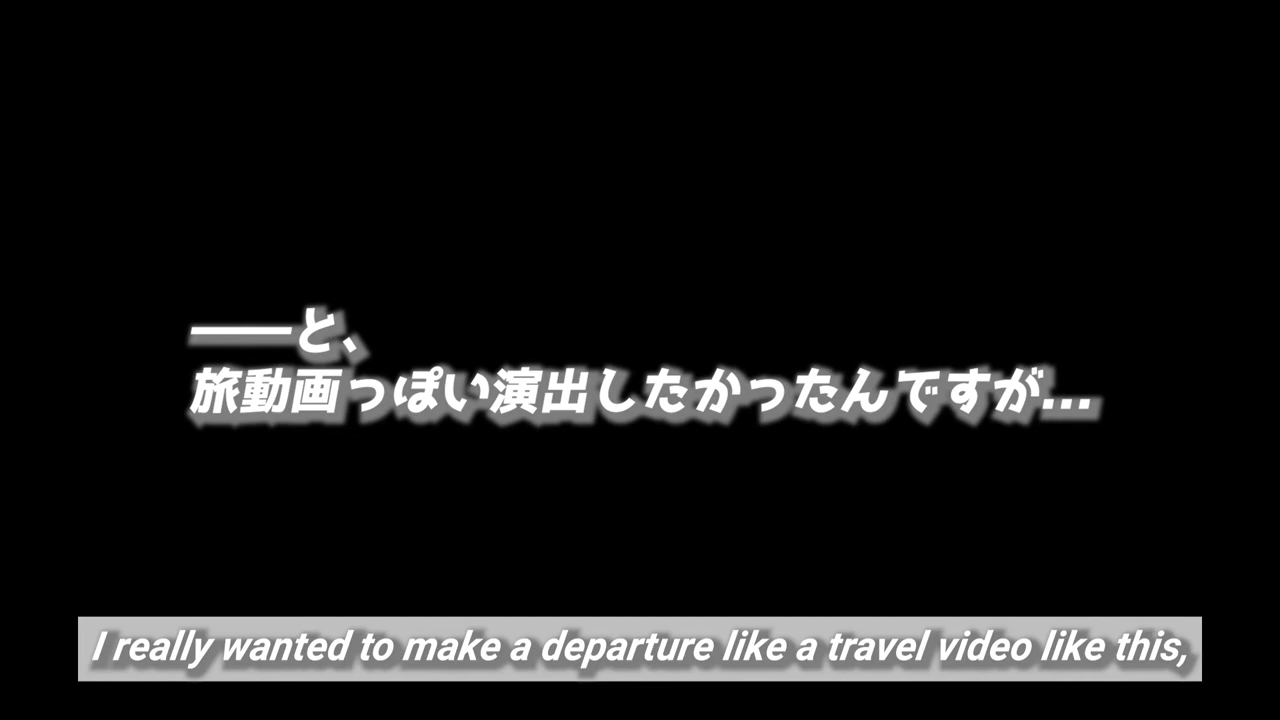 ――と、
旅動画っぽい演出したかったんですが...
I really wanted to make a departure like a travel video like this,